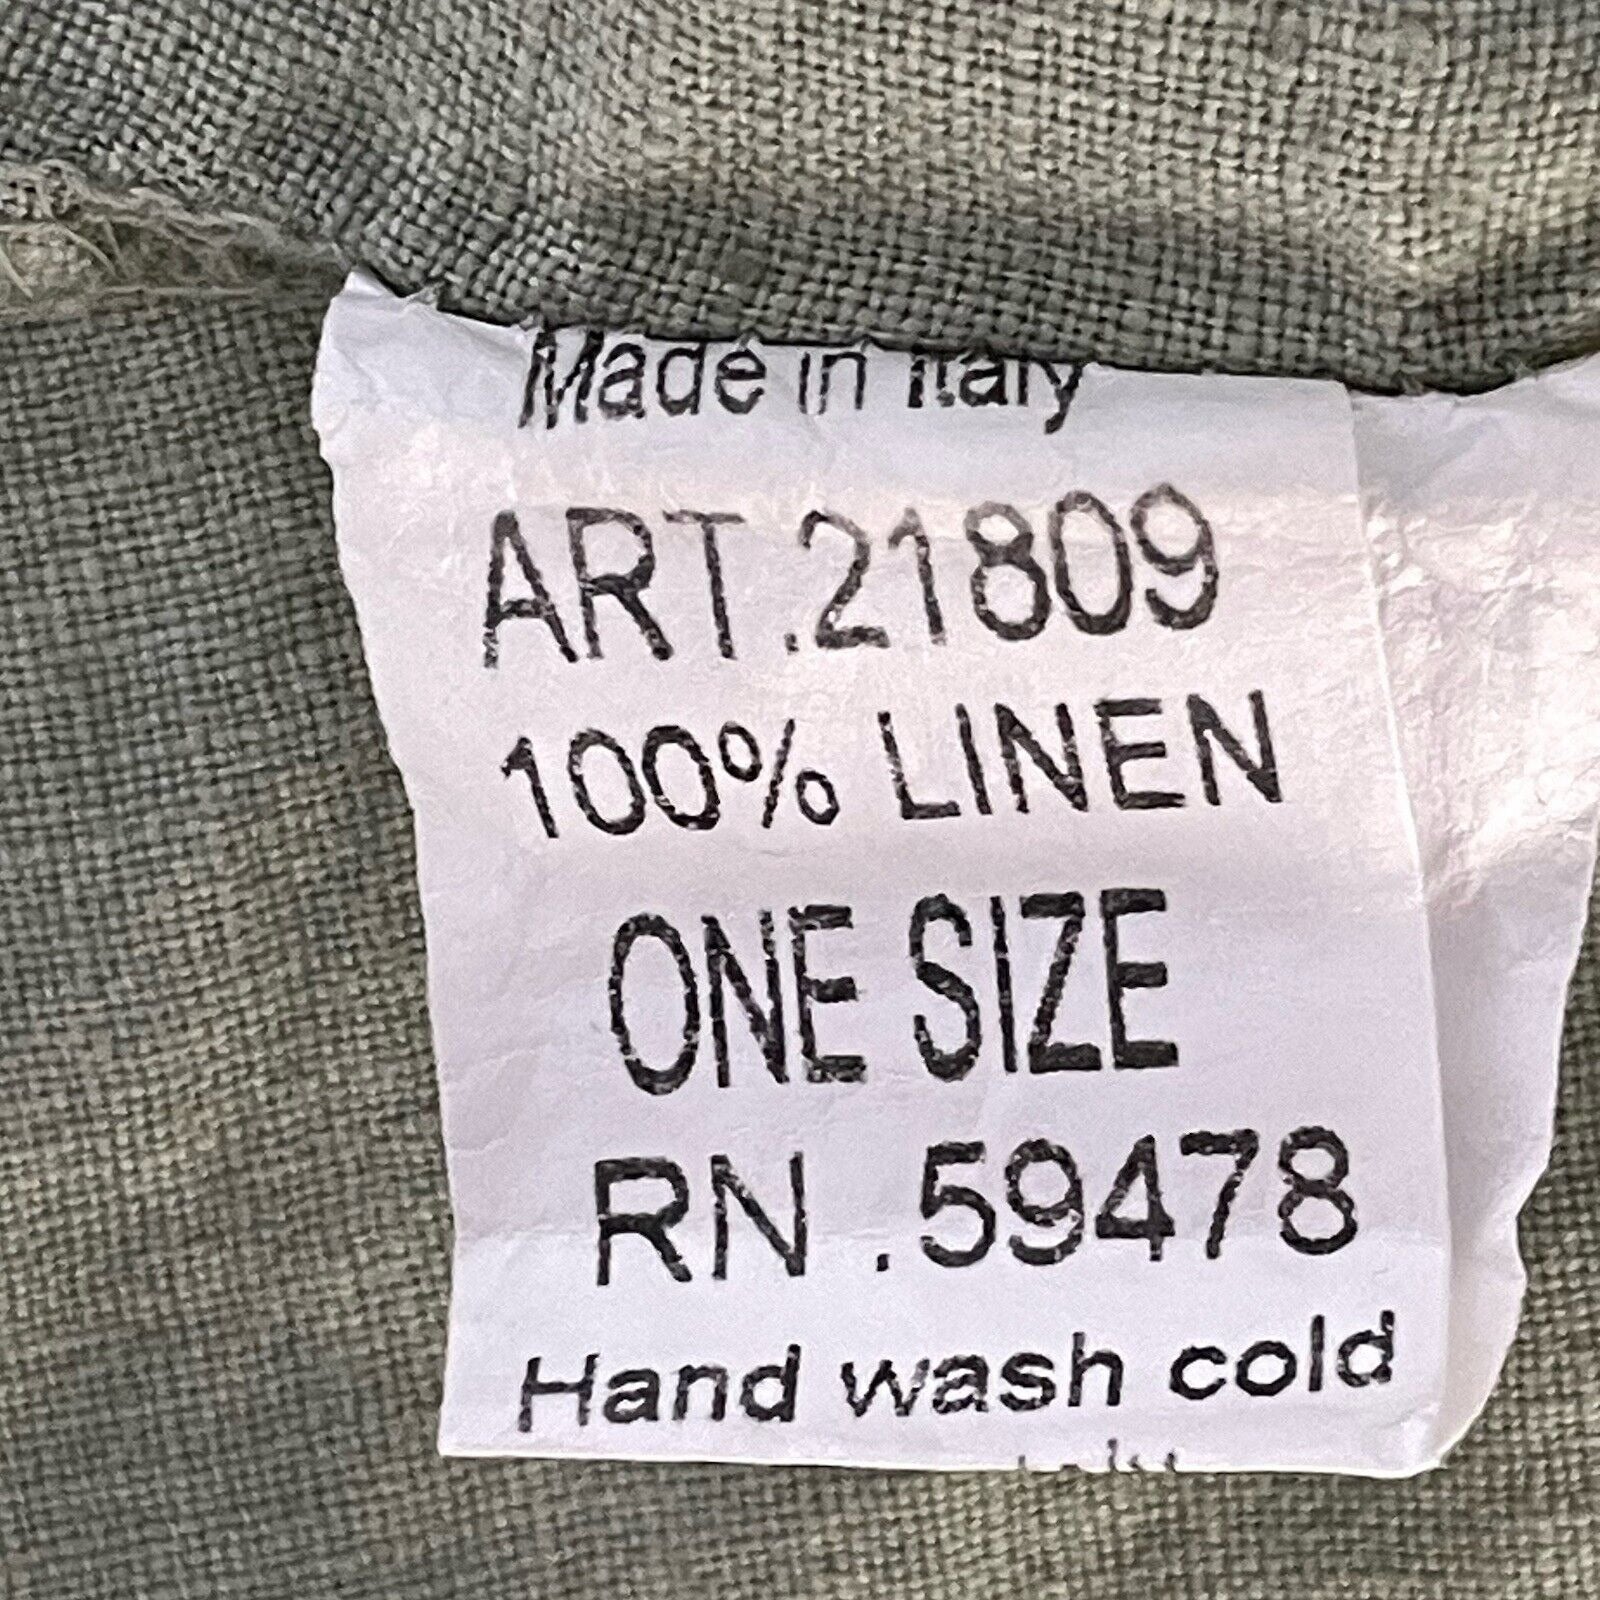 Made in Italy
ART.21809
100% LINEN
ONE SIZE
RN .59478
Hand wash cold